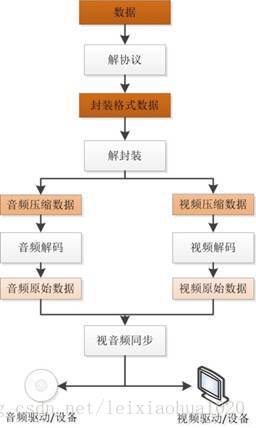 数据
解协议
封装格式数据
解封装
音频压缩数据
视频压缩数据
音频解码
视频解码
音频原始数据
视频原始数据
视音频同步
g.csdn.net/leixiaohua1020
音频驱动/设备
视频驱动/设备